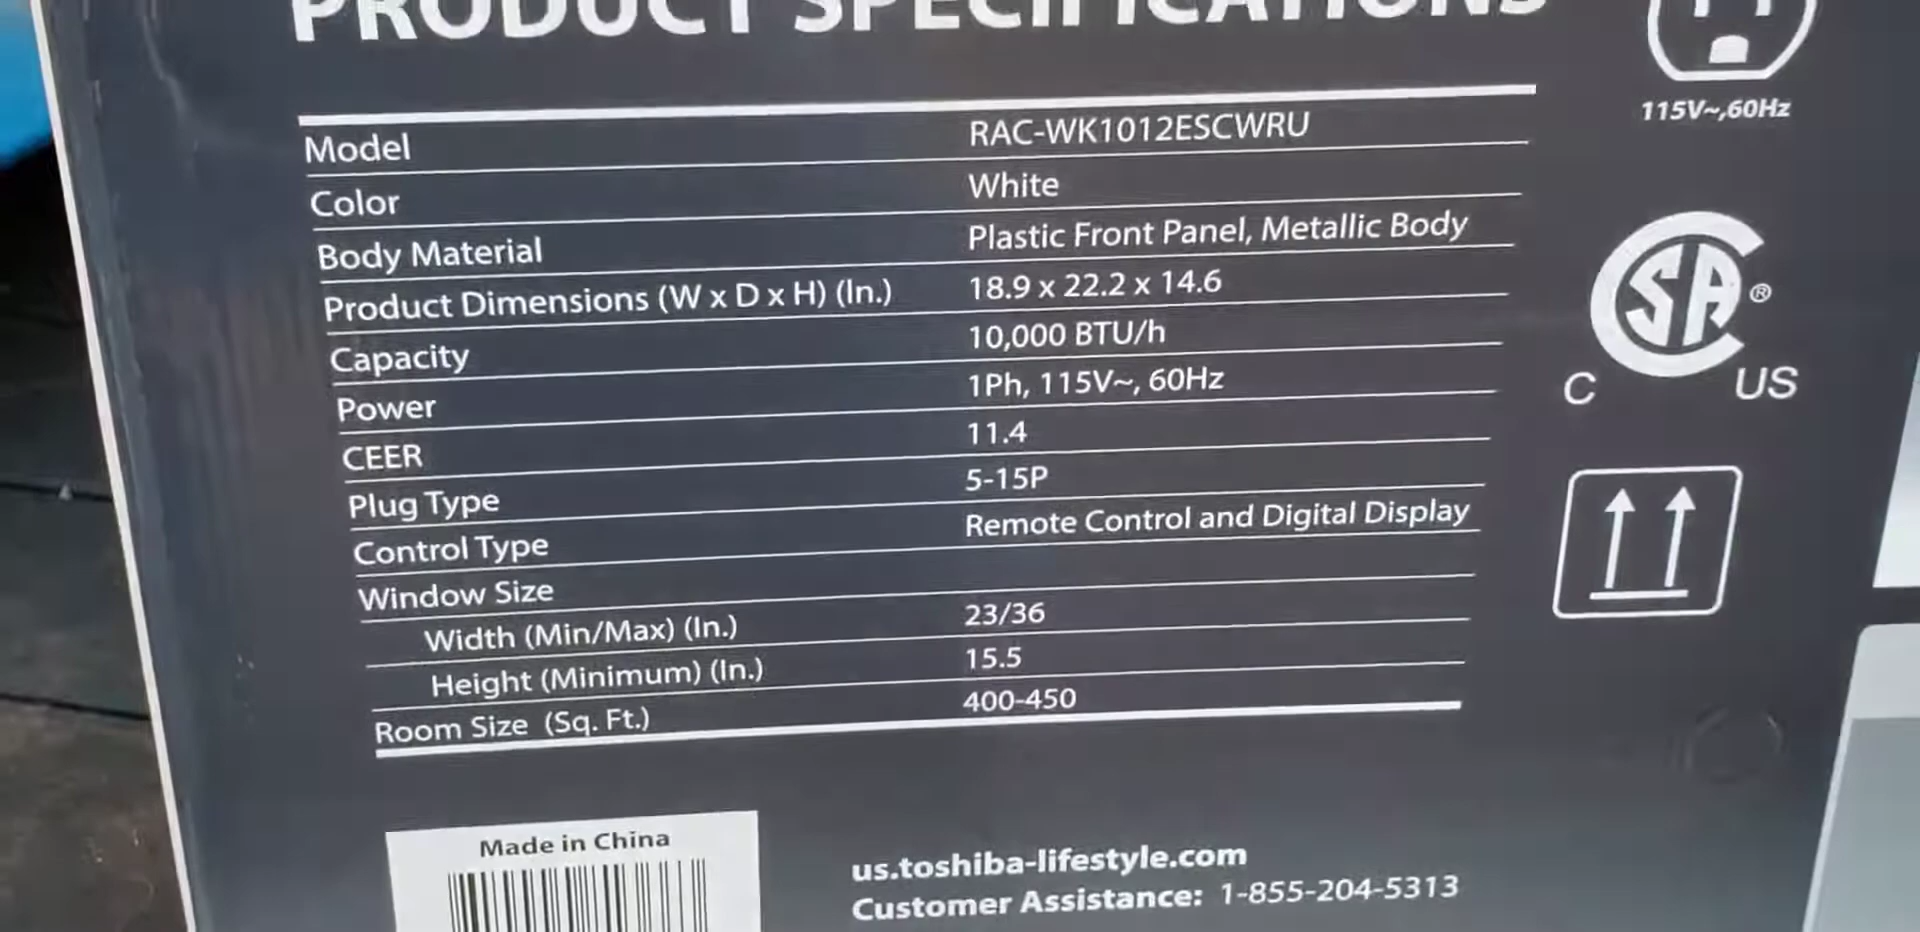 PRODUCT SPECIFICATIONS
115V~,60Hz
Model RAC-WK1012ESCWRU
Color White
Body Material Plastic Front Panel, Metallic Body
Product Dimensions (W x D x H) (In.) 18.9 x 22.2 x 14.6
Capacity 10,000 BTU/h
Power 1Ph, 115V~, 60Hz
CEER 11.4
Plug Type 5-15P
Control Type Remote Control and Digital Display
Window Size
Width (Min/Max) (In.) 23/36
Height (Minimum) (In.) 15.5
Room Size (Sq. Ft.) 400-450
CSA®
C US
Made in China
us.toshiba-lifestyle.com
Customer Assistance: 1-855-204-5313